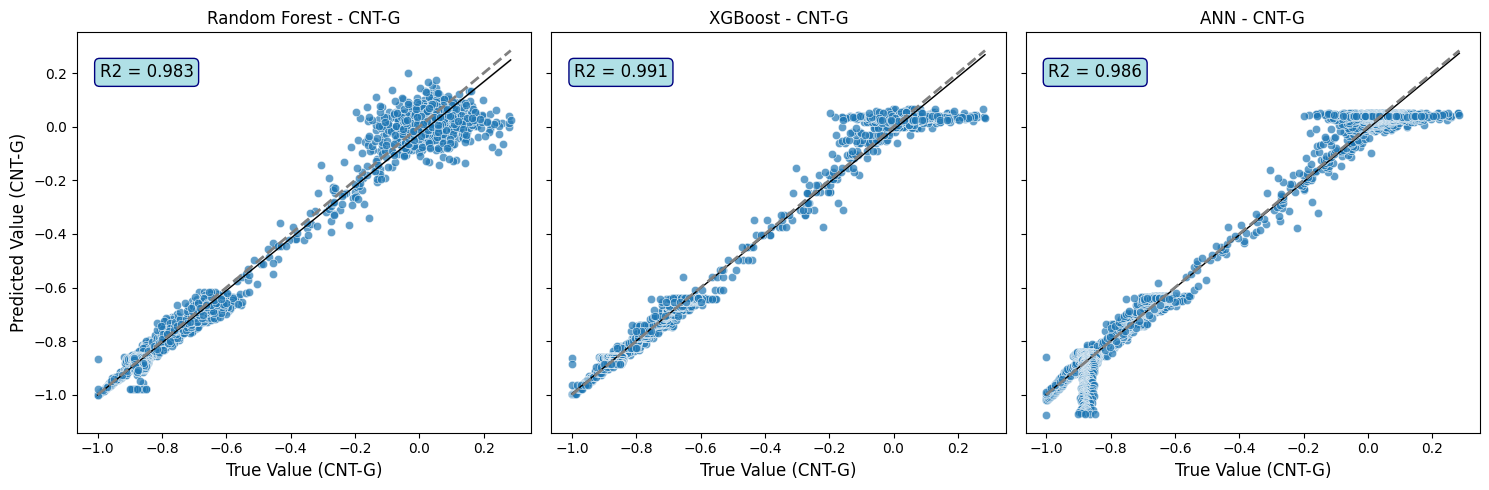 Random Forest - CNT-G
XGBoost - CNT-G
ANN - CNT-G
R2 = 0.983
R2 = 0.991
R2 = 0.986
Predicted Value (CNT-G)
0.2
0.0
−0.2
−0.4
−0.6
−0.8
−1.0
−1.0 −0.8 −0.6 −0.4 −0.2 0.0 0.2
−1.0 −0.8 −0.6 −0.4 −0.2 0.0 0.2
−1.0 −0.8 −0.6 −0.4 −0.2 0.0 0.2
True Value (CNT-G)
True Value (CNT-G)
True Value (CNT-G)